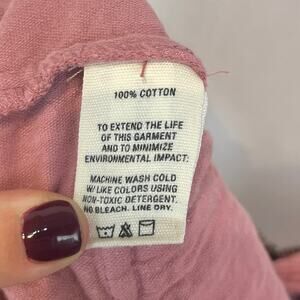 100% COTTON
TO EXTEND THE LIFE
OF THIS GARMENT
AND TO MINIMIZE
ENVIRONMENTAL IMPACT:
MACHINE WASH COLD
W/LIKE COLORS USING
NON-TOXIC DETERGENT.
NO BLEACH. LINE DRY.